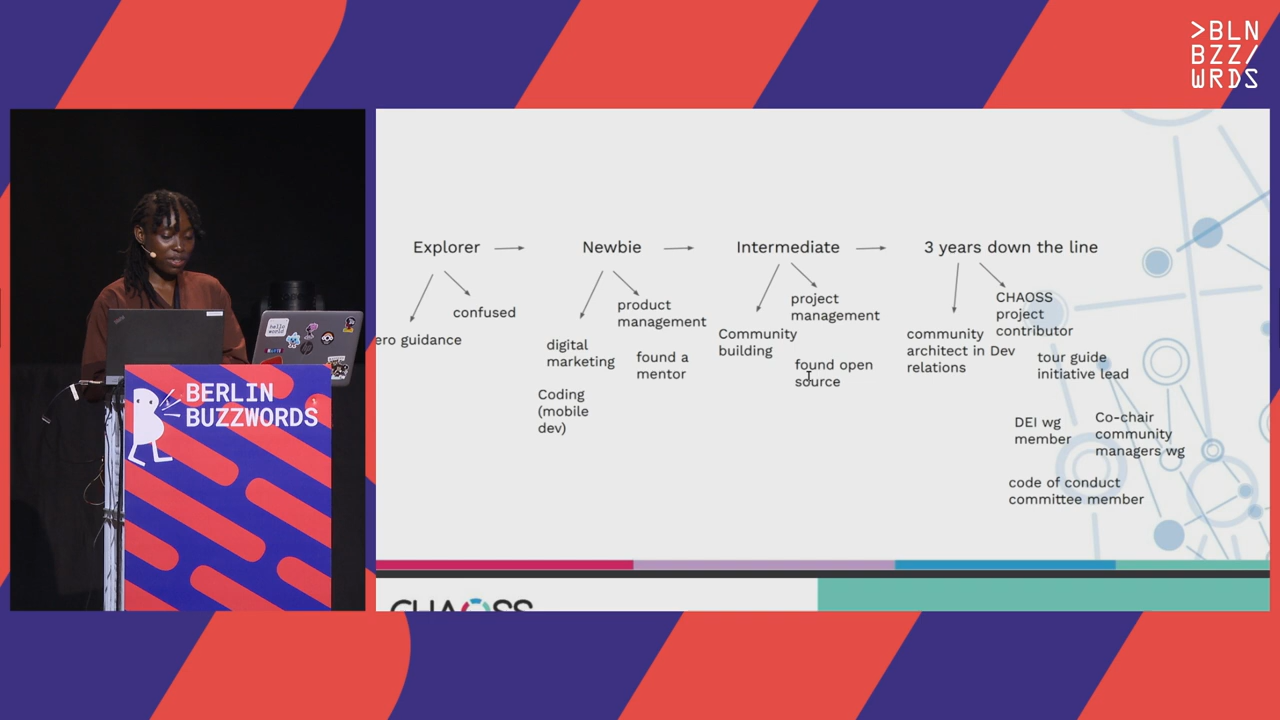 >BLN
BZZ/
WRDS
Explorer
Newbie
Intermediate
3 years down the line
ero guidance
confused
digital
marketing
Coding
(mobile
dev)
product
management
found a
mentor
Community
building
project
management
found open
source
community
architect in Dev
relations
CHAOSS
project
contributor
tour guide
initiative lead
DEI wg
member
Co-chair
community
managers wg
code of conduct
committee member
CHAOSS
hello
world
BERLIN
BUZZWORDS